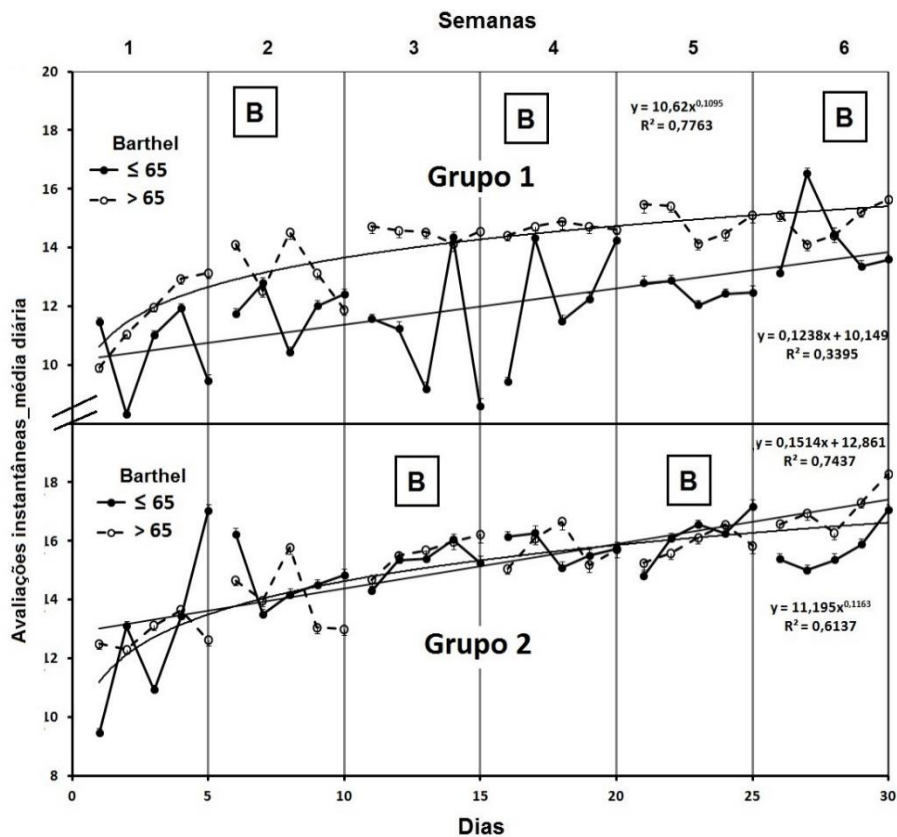 Semanas
1 2 3 4 5 6
20
18
16
14
12
10
B B B
y = 10,62x^0,1095
R² = 0,7763
Barthel
≤ 65
> 65
Grupo 1
y = 0,1238x + 10,149
R² = 0,3395
Avaliações instantâneas_média diária
18
16
14
12
10
8
B B
y = 0,1514x + 12,861
R² = 0,7437
Barthel
≤ 65
> 65
y = 11,195x^0,1163
R² = 0,6137
Grupo 2
0 5 10 15 20 25 30
Dias